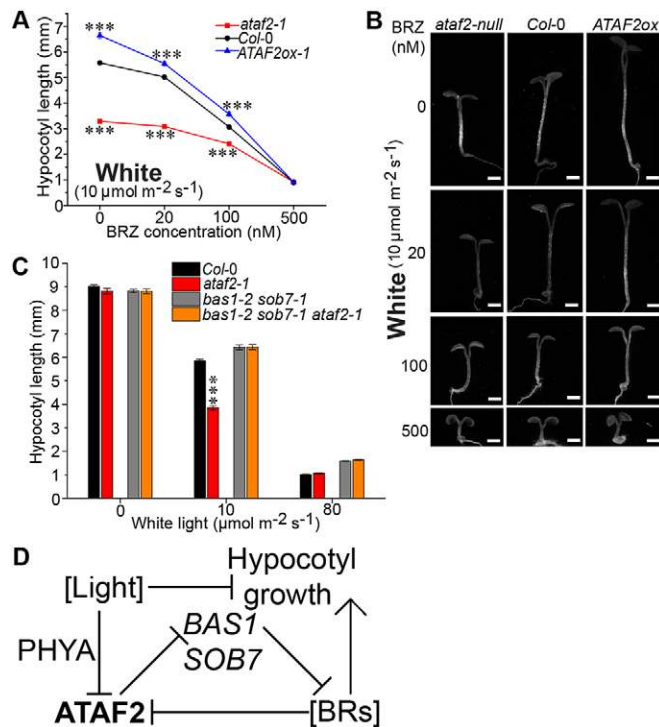 A
ataf2-1
Col-0
ATAF2ox-1
Hypocotyl length (mm)
7
6
5
4
3
2
1
0
***
***
***
***
***
***
White
(10 µmol m-2 s-1)
0
20
100
500
BRZ concentration (nM)
B
BRZ
(nM)
ataf2-null
Col-0
ATAF2ox
0
20
100
500
White (10 µmol m-2 s-1)
C
Col-0
ataf2-1
bas1-2 sob7-1
bas1-2 sob7-1 ataf2-1
Hypocotyl length (mm)
10
9
8
7
6
5
4
3
2
1
0
***
0
10
80
White light (µmol m-2 s-1)
D
Hypocotyl
growth
[Light]
BAS1
SOB7
PHYA
ATAF2
[BRs]